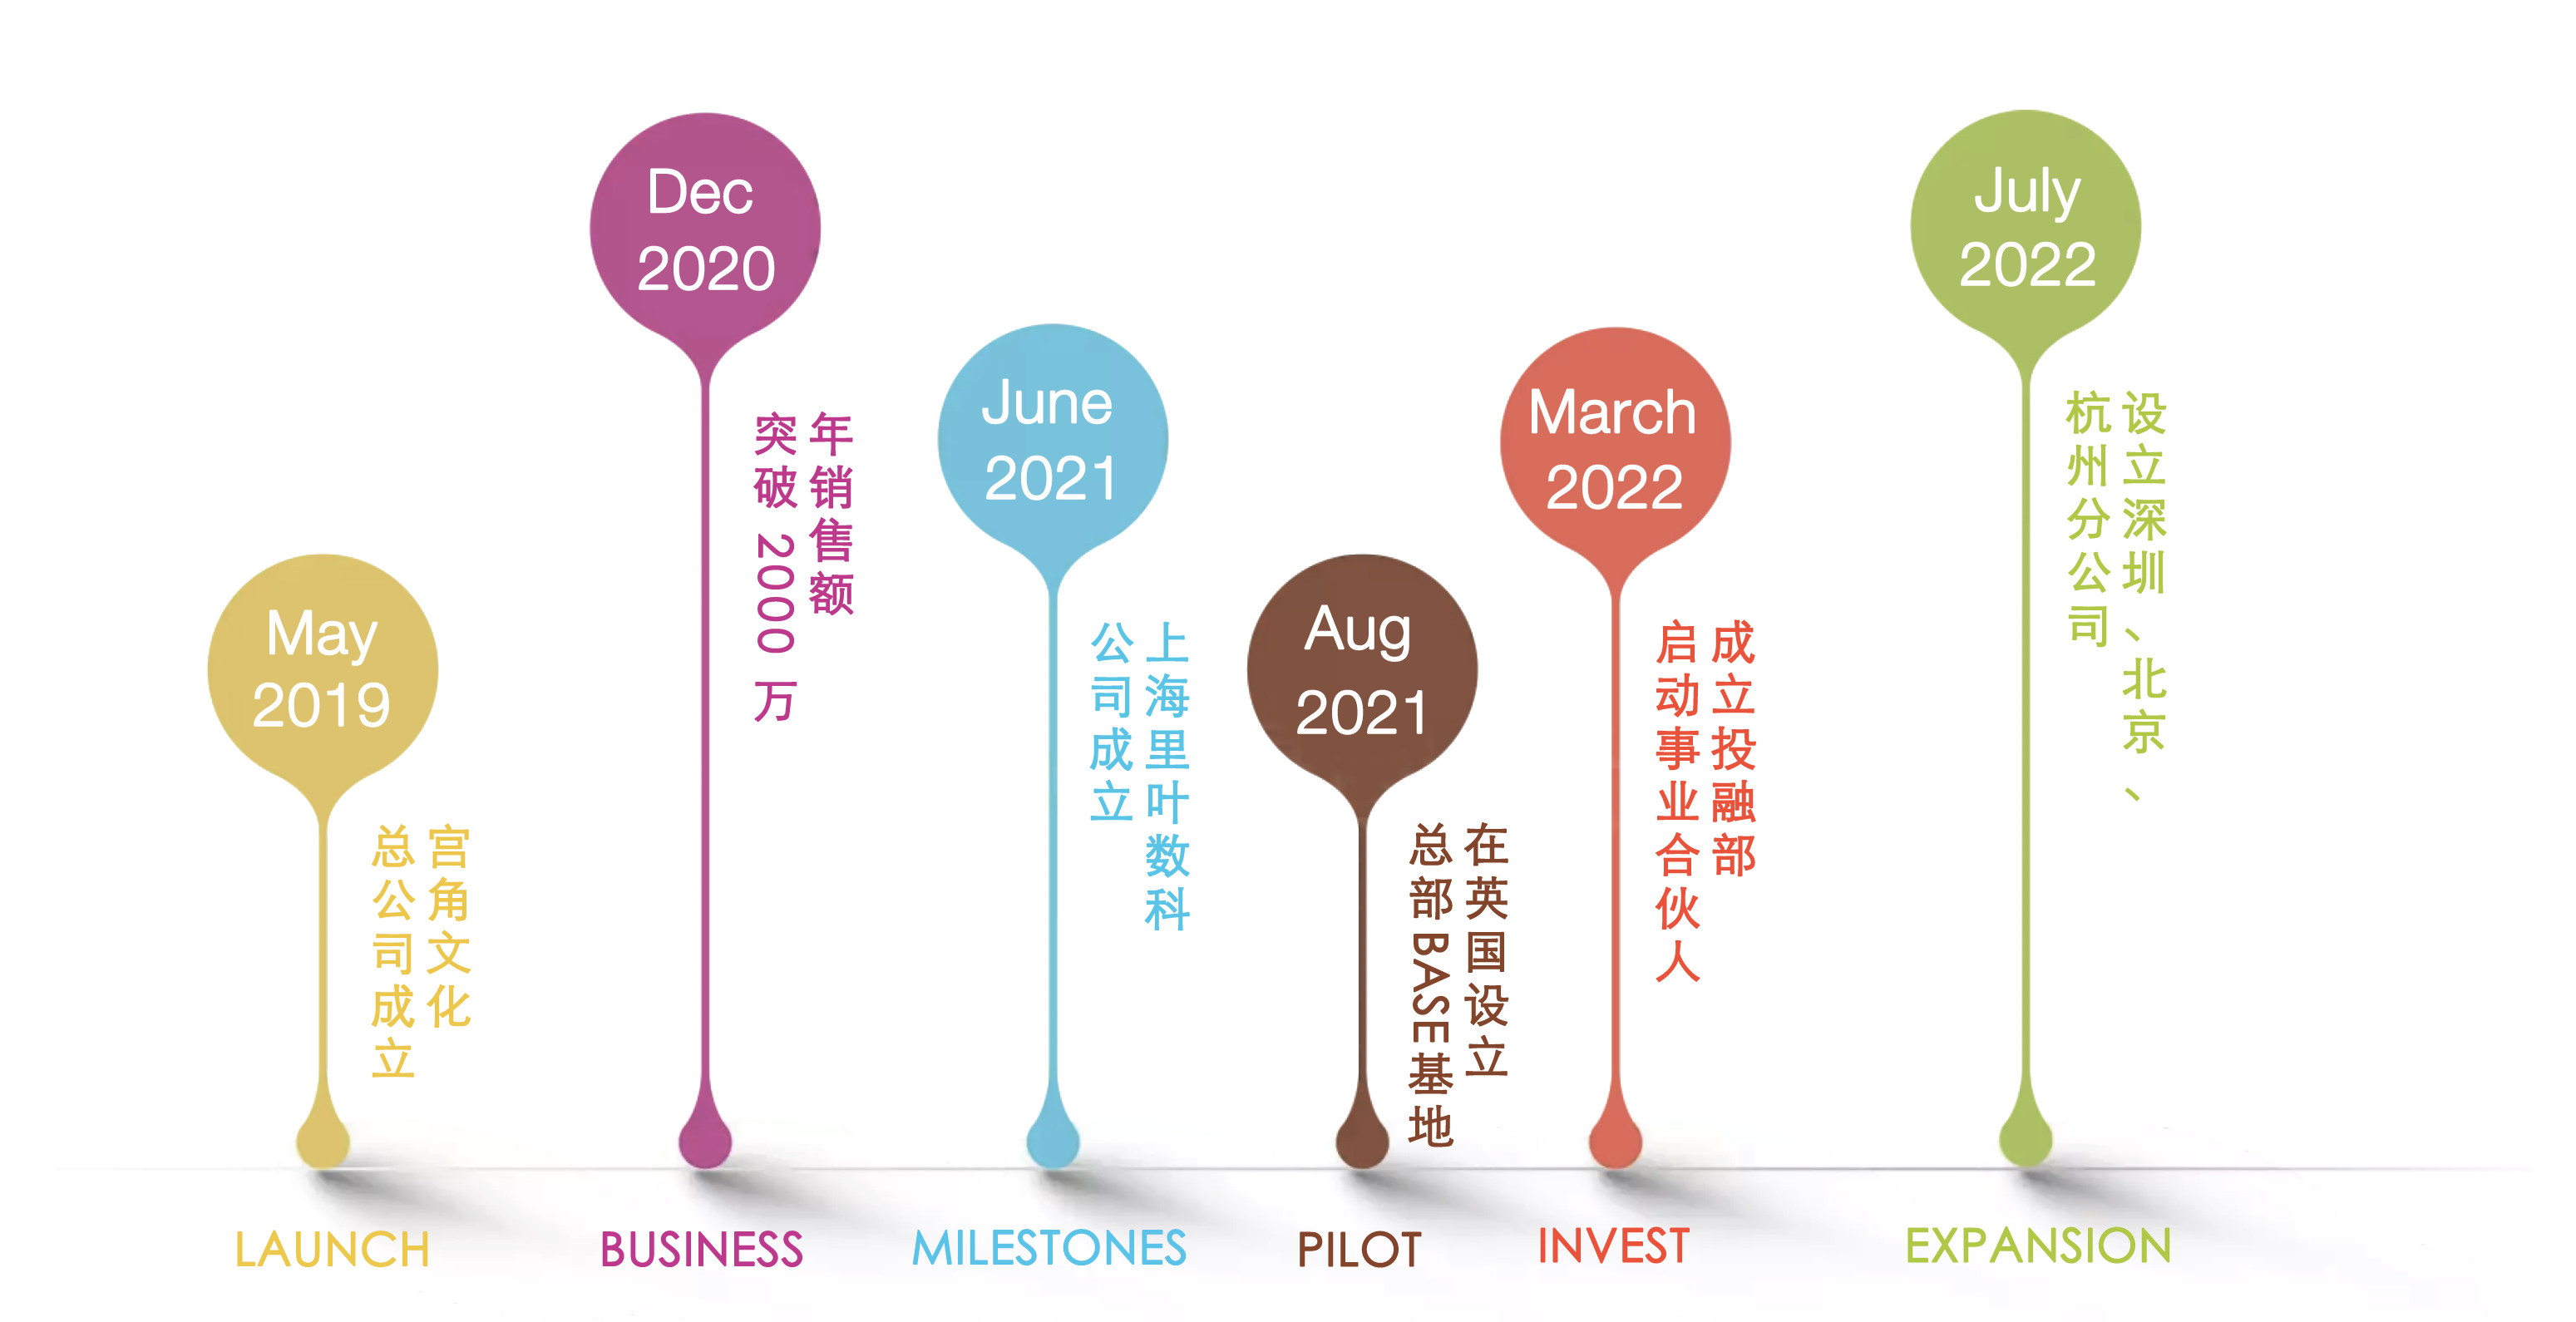 May
2019
宫角文化
总公司成立
LAUNCH
Dec
2020
年销售额
突破 2000 万
BUSINESS
June
2021
上海里叶数科
公司成立
MILESTONES
Aug
2021
在英国设立
总部 BASE基地
PILOT
March
2022
成立投融部
启动事业合伙人
INVEST
July
2022
设立深圳、北京、
杭州分公司
EXPANSION